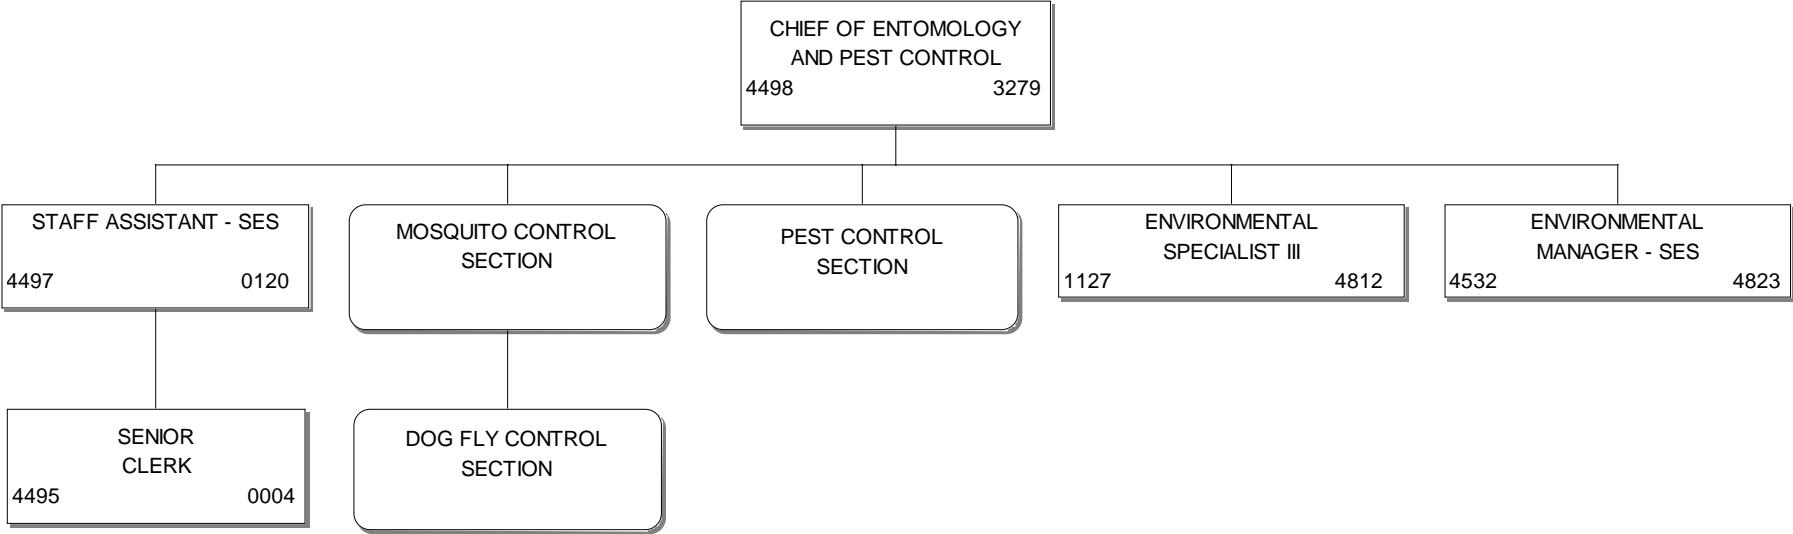 CHIEF OF ENTOMOLOGY
AND PEST CONTROL
4498 3279
STAFF ASSISTANT - SES
4497 0120
MOSQUITO CONTROL
SECTION
PEST CONTROL
SECTION
ENVIRONMENTAL
SPECIALIST III
1127 4812
ENVIRONMENTAL
MANAGER - SES
4532 4823
SENIOR
CLERK
4495 0004
DOG FLY CONTROL
SECTION